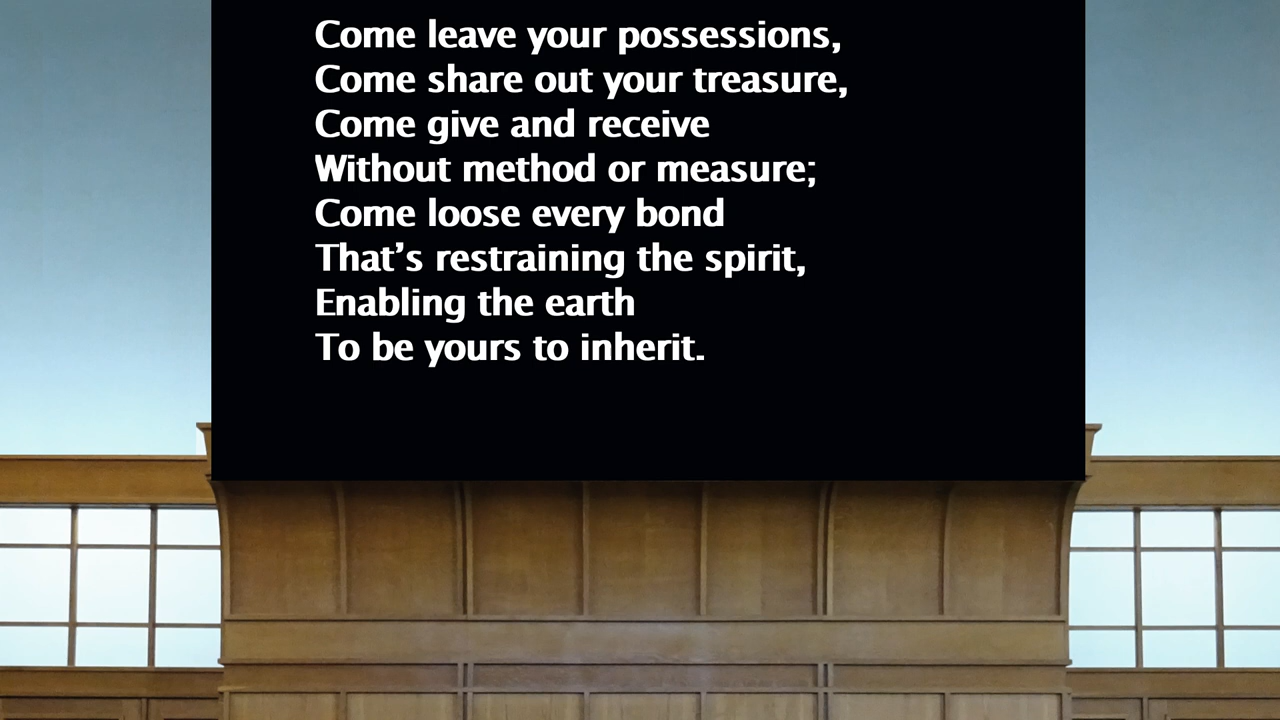 Come leave your possessions,
Come share out your treasure,
Come give and receive
Without method or measure;
Come loose every bond
That’s restraining the spirit,
Enabling the earth
To be yours to inherit.